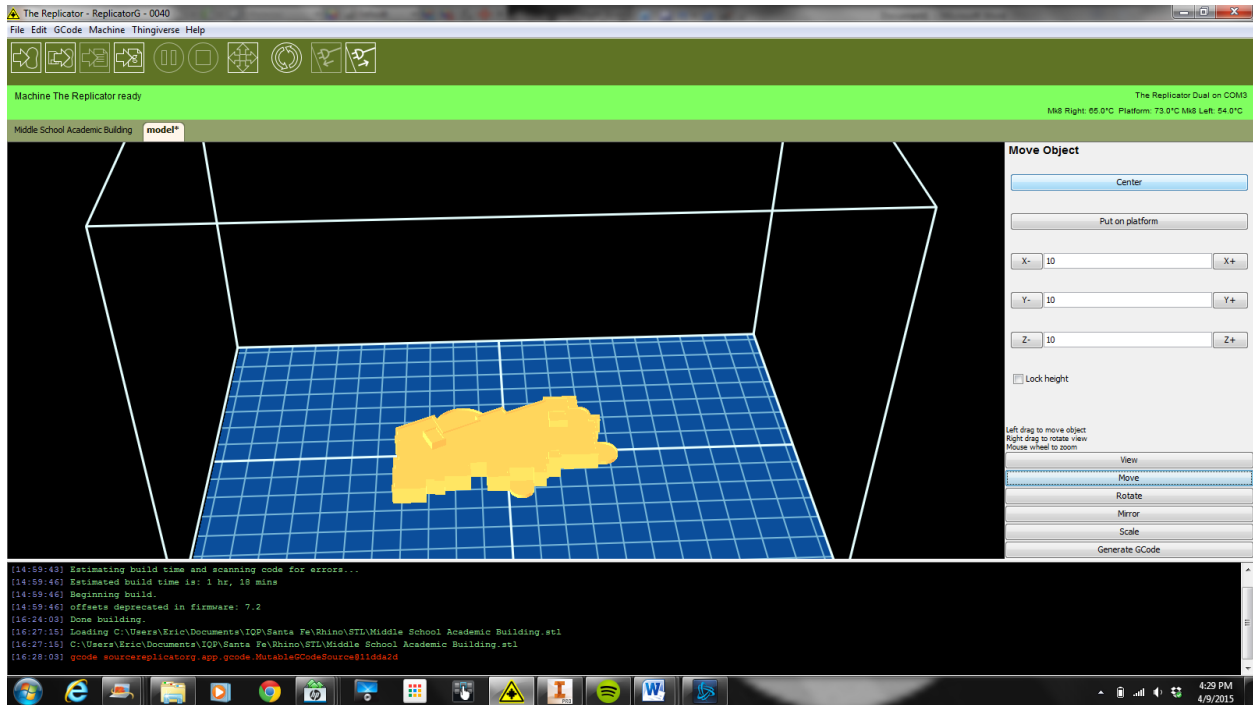 The Replicator - ReplicatorG - 0040
File Edit GCode Machine Thingiverse Help
Machine The Replicator ready
The Replicator Dual on COM3
Mk8 Right: 65.0°C Platform: 73.0°C Mk8 Left: 54.0°C
Middle School Academic Building model*
Move Object
Center
Put on platform
X- 10 X+
Y- 10 Y+
Z- 10 Z+
Lock height
Left drag to move object
Right drag to rotate view
Mouse wheel to zoom
View
Move
Rotate
Mirror
Scale
Generate GCode
[14:59:43] Estimating build time and scanning code for errors...
[14:59:46] Estimated build time is: 1 hr, 18 mins
[14:59:46] Beginning build.
[14:59:46] offsets deprecated in firmware: 7.2
[16:24:03] Done building.
[16:27:15] Loading C:\Users\Eric\Documents\IQP\Santa Fe\Rhino\STL\Middle School Academic Building.stl
[16:27:15] C:\Users\Eric\Documents\IQP\Santa Fe\Rhino\STL\Middle School Academic Building.stl
[16:28:03] gcode sourcereplicatorg.app.gcode.MutableGCodeSource@11dda2d
hp
I
PRO
W
4:29 PM
4/9/2015